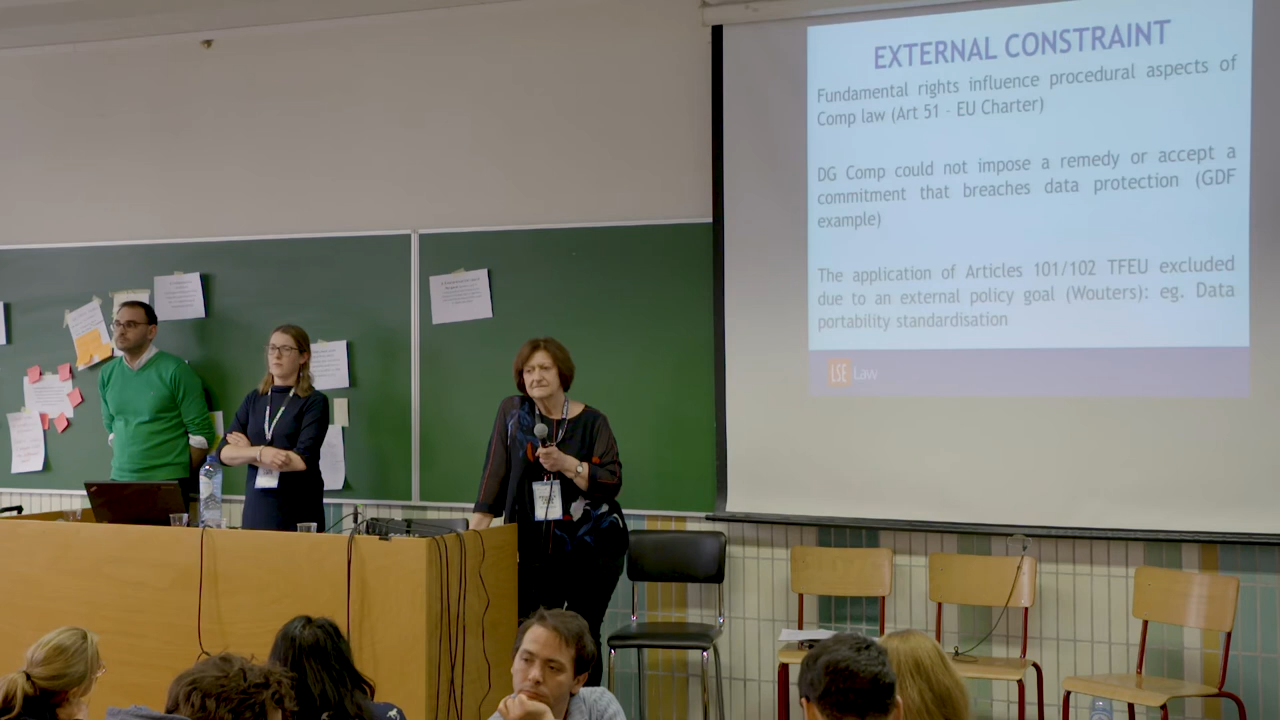 EXTERNAL CONSTRAINT
Fundamental rights influence procedural aspects of
Comp law (Art 51 - EU Charter)
DG Comp could not impose a remedy or accept a
commitment that breaches data protection (GDF
example)
The application of Articles 101/102 TFEU excluded
due to an external policy goal (Wouters): eg. Data
portability standardisation
LSE Law